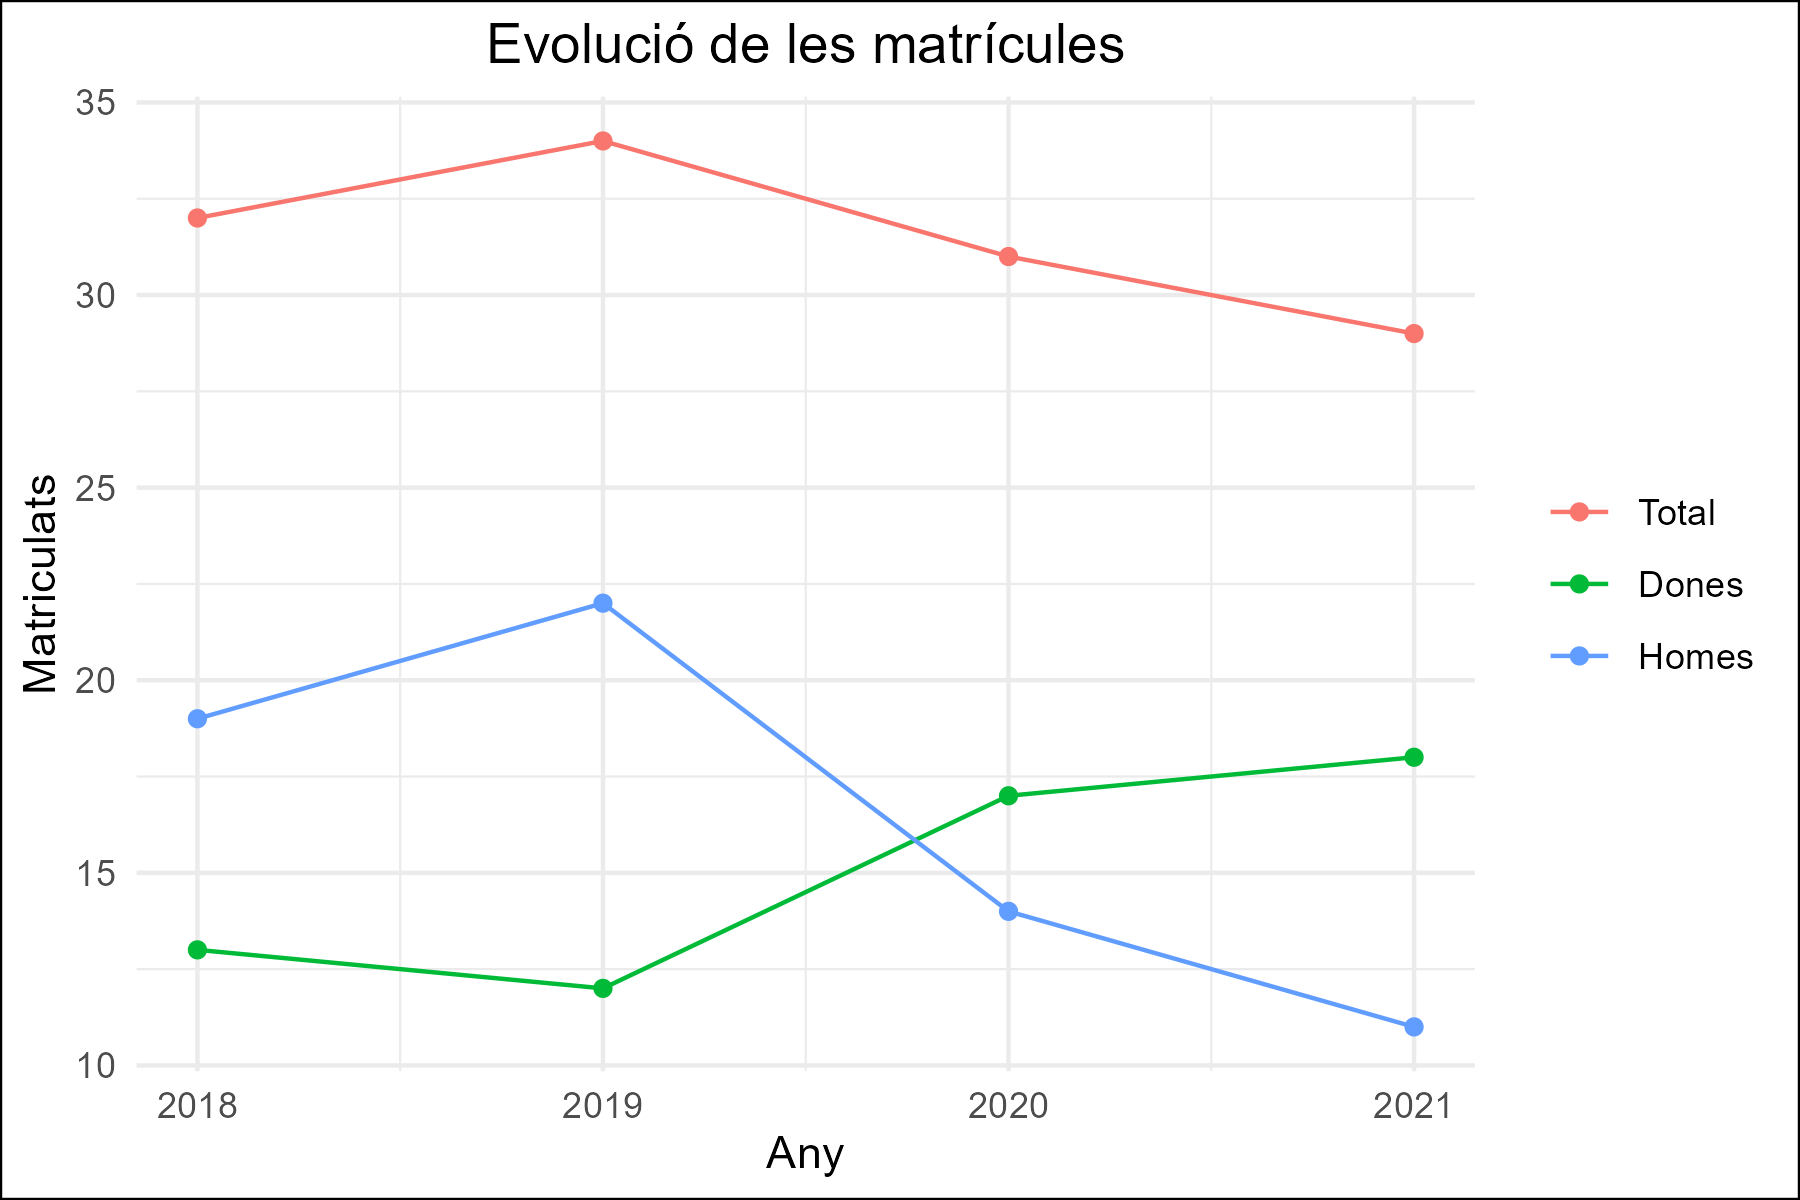 Evolució de les matrícules
35
30
25
20
15
10
Matriculats
2018 2019 2020 2021
Any
Total
Dones
Homes